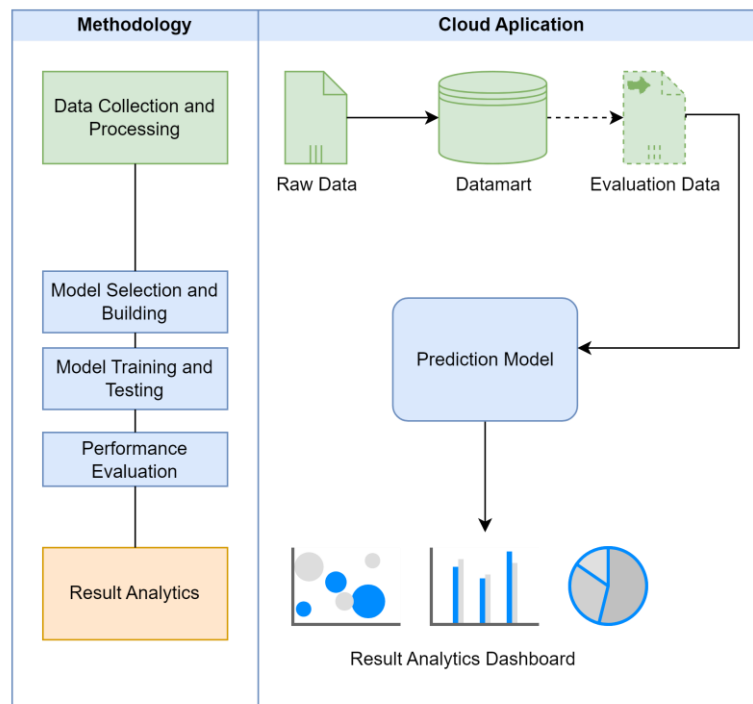 Methodology
Cloud Aplication
Data Collection and
Processing
Raw Data
Datamart
Evaluation Data
Model Selection and
Building
Model Training and
Testing
Prediction Model
Performance
Evaluation
Result Analytics
Result Analytics Dashboard